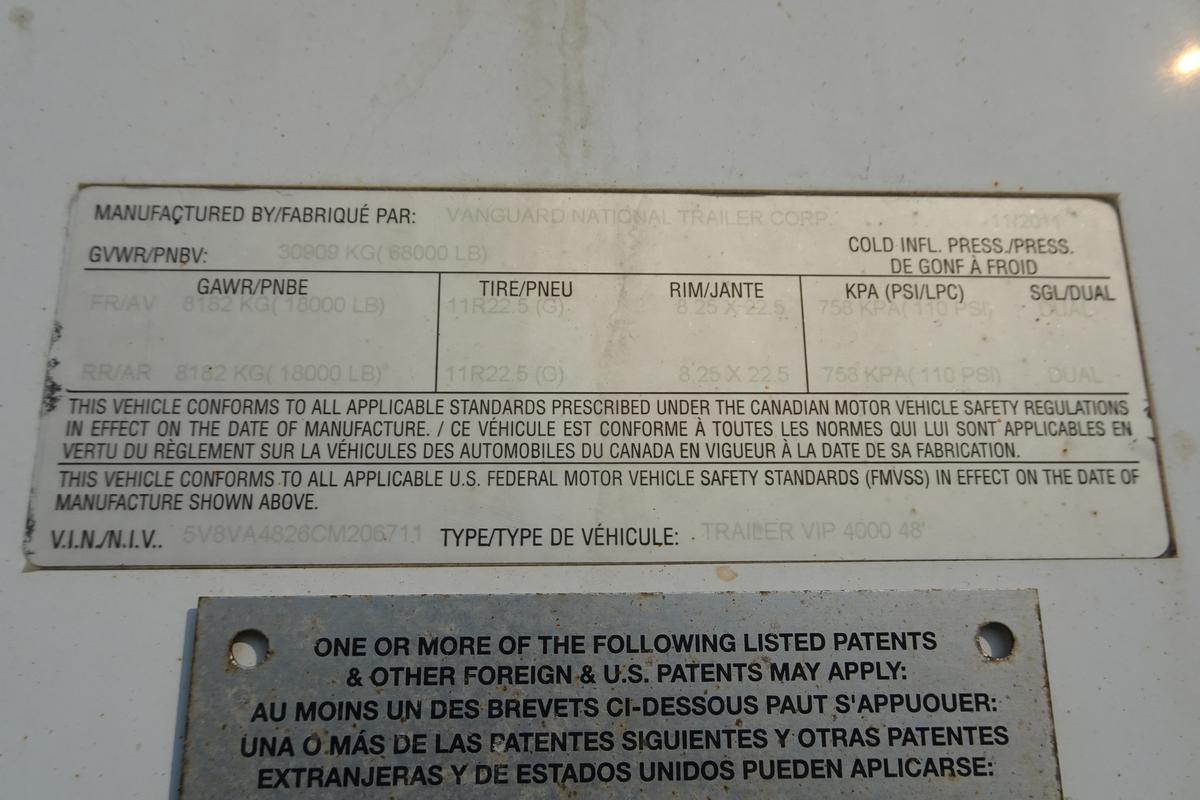 MANUFACTURED BY/FABRIQUÉ PAR: VANGUARD NATIONAL TRAILER CORP. 11/2011
GVWR/PNBV: 30909 KG( 68000 LB) COLD INFL. PRESS./PRESS.
DE GONF À FROID
GAWR/PNBE TIRE/PNEU RIM/JANTE KPA (PSI/LPC) SGL/DUAL
FR/AV 8182 KG( 18000 LB) 11R22.5 (G) 8.25 X 22.5 758 KPA( 110 PSI) DUAL
RR/AR 8182 KG( 18000 LB) 11R22.5 (G) 8.25 X 22.5 758 KPA( 110 PSI) DUAL
THIS VEHICLE CONFORMS TO ALL APPLICABLE STANDARDS PRESCRIBED UNDER THE CANADIAN MOTOR VEHICLE SAFETY REGULATIONS
IN EFFECT ON THE DATE OF MANUFACTURE. / CE VÉHICULE EST CONFORME À TOUTES LES NORMES QUI LUI SONT APPLICABLES EN
VERTU DU RÈGLEMENT SUR LA VÉHICULES DES AUTOMOBILES DU CANADA EN VIGUEUR À LA DATE DE SA FABRICATION.
THIS VEHICLE CONFORMS TO ALL APPLICABLE U.S. FEDERAL MOTOR VEHICLE SAFETY STANDARDS (FMVSS) IN EFFECT ON THE DATE OF
MANUFACTURE SHOWN ABOVE.
V.I.N./N.I.V.. 5V8VA4826CM206711 TYPE/TYPE DE VÉHICULE: TRAILER VIP 4000 48'
ONE OR MORE OF THE FOLLOWING LISTED PATENTS
& OTHER FOREIGN & U.S. PATENTS MAY APPLY:
AU MOINS UN DES BREVETS CI-DESSOUS PAUT S'APPUOUER:
UNA O MÁS DE LAS PATENTES SIGUIENTES Y OTRAS PATENTES
EXTRANJERAS Y DE ESTADOS UNIDOS PUEDEN APLICARSE: